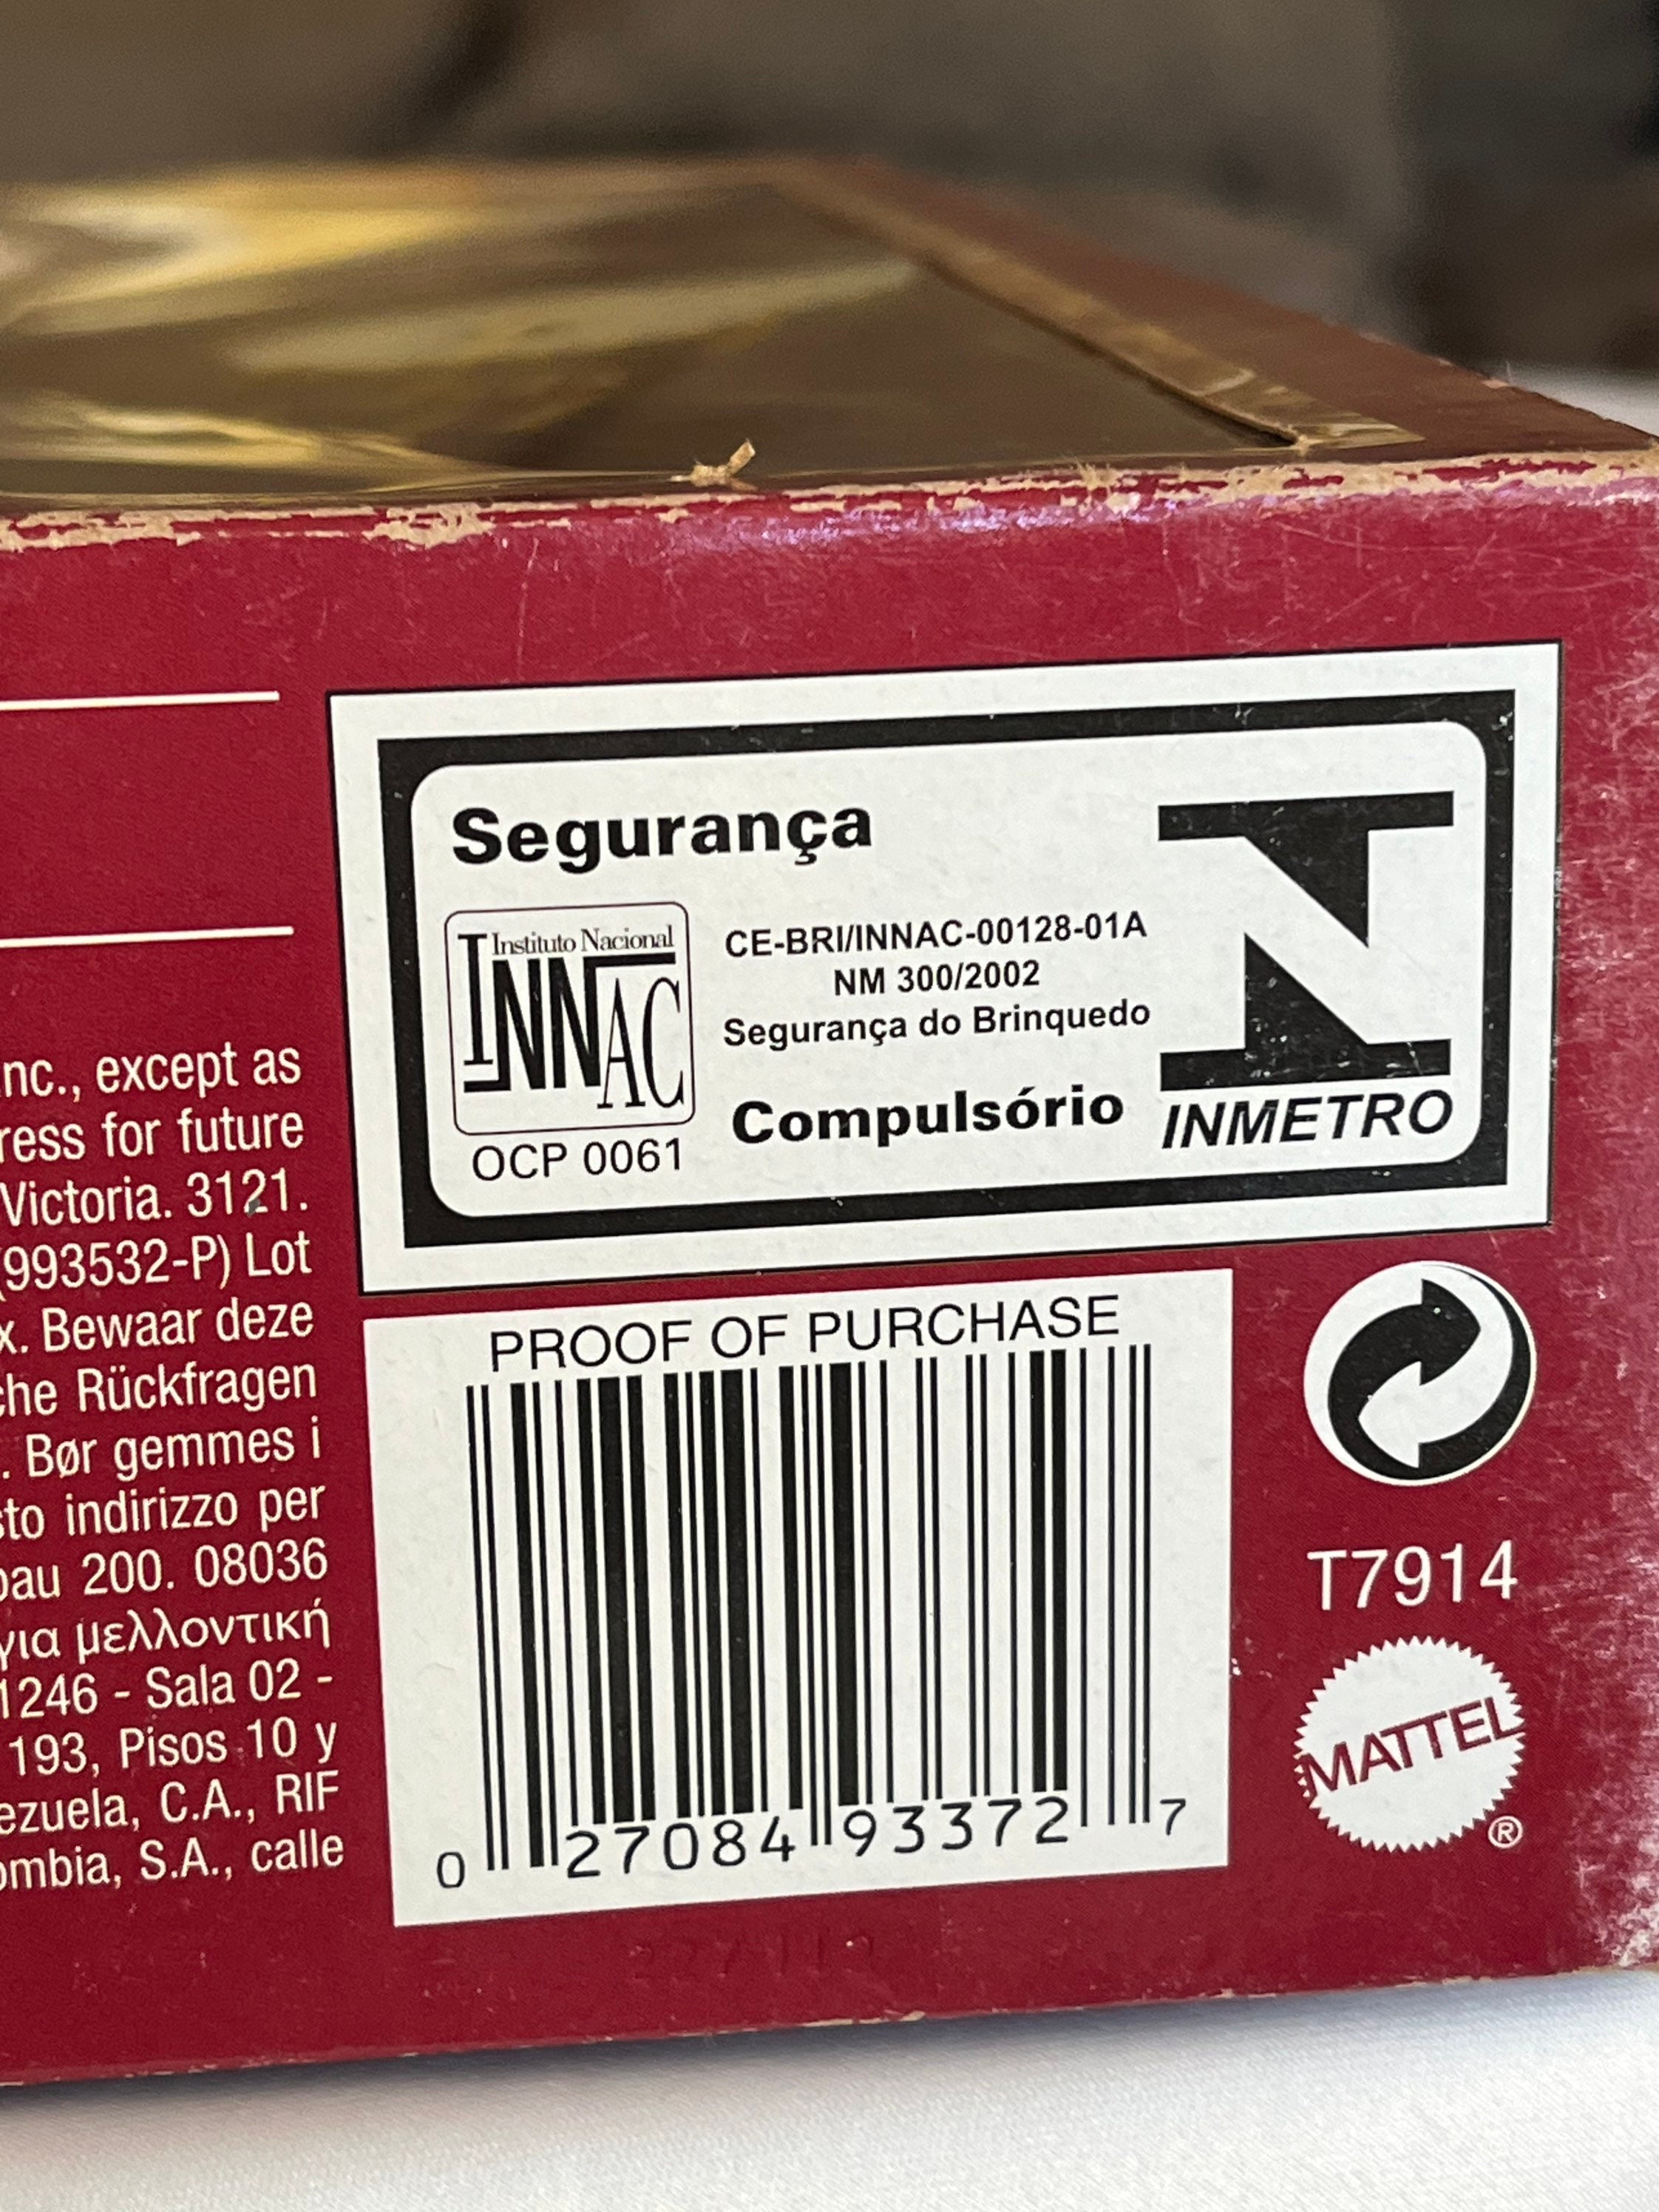 nc., except as
ress for future
Victoria. 3121.
(993532-P) Lot
x. Bewaar deze
che Rückfragen
. Bør gemmes i
sto indirizzo per
bau 200. 08036
για μελλοντική
1246 - Sala 02 -
193, Pisos 10 y
ezuela, C.A., RIF
ombia, S.A., calle
Segurança
Instituto Nacional
INNAC
OCP 0061
CE-BRI/INNAC-00128-01A
NM 300/2002
Segurança do Brinquedo
Compulsório
INMETRO
PROOF OF PURCHASE
0 27084 93372 7
T7914
MATTEL
®